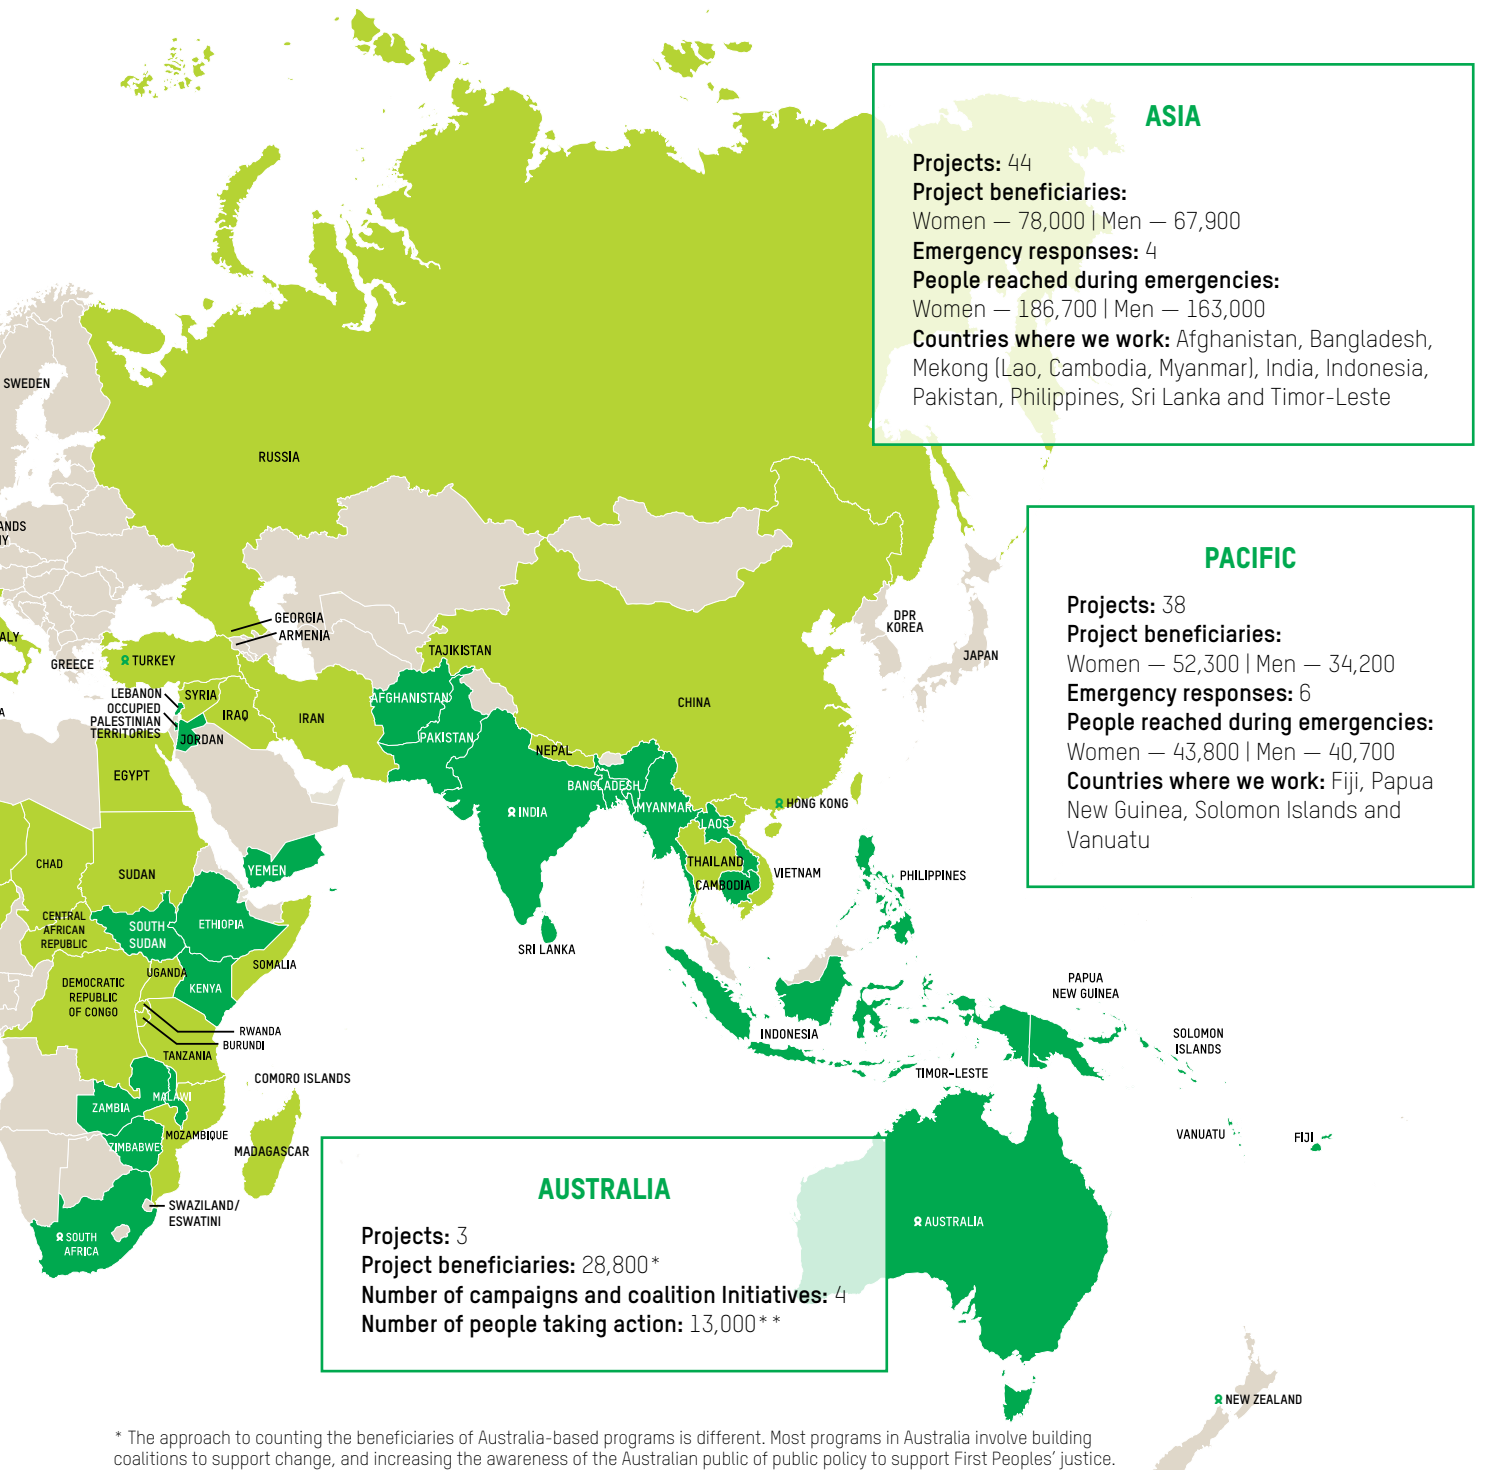 ASIA
Projects: 44
Project beneficiaries:
Women — 78,000 | Men — 67,900
Emergency responses: 4
People reached during emergencies:
Women — 186,700 | Men — 163,000
Countries where we work: Afghanistan, Bangladesh,
Mekong (Lao, Cambodia, Myanmar), India, Indonesia,
Pakistan, Philippines, Sri Lanka and Timor-Leste
PACIFIC
Projects: 38
Project beneficiaries:
Women — 52,300 | Men — 34,200
Emergency responses: 6
People reached during emergencies:
Women — 43,800 | Men — 40,700
Countries where we work: Fiji, Papua
New Guinea, Solomon Islands and
Vanuatu
SWEDEN
RUSSIA
ANDS
Y
GEORGIA
ARMENIA
ALY
GREECE
TURKEY
TAJIKISTAN
DPR
KOREA
JAPAN
LEBANON
OCCUPIED
PALESTINIAN
TERRITORIES
SYRIA
IRAQ
IRAN
JORDAN
A
AFGHANISTAN
PAKISTAN
CHINA
NEPAL
EGYPT
BANGLADESH
MYANMAR
INDIA
HONG KONG
LAOS
CHAD
SUDAN
YEMEN
THAILAND
CAMBODIA
VIETNAM
PHILIPPINES
CENTRAL
AFRICAN
REPUBLIC
SOUTH
SUDAN
ETHIOPIA
SRI LANKA
UGANDA
SOMALIA
KENYA
DEMOCRATIC
REPUBLIC
OF CONGO
PAPUA
NEW GUINEA
RWANDA
BURUNDI
TANZANIA
INDONESIA
SOLOMON
ISLANDS
TIMOR-LESTE
COMORO ISLANDS
MALAWI
ZAMBIA
MOZAMBIQUE
ZIMBABWE
MADAGASCAR
VANUATU
FIJI
SWAZILAND/
ESWATINI
SOUTH
AFRICA
AUSTRALIA
NEW ZEALAND
AUSTRALIA
Projects: 3
Project beneficiaries: 28,800*
Number of campaigns and coalition Initiatives: 4
Number of people taking action: 13,000**
* The approach to counting the beneficiaries of Australia-based programs is different. Most programs in Australia involve building
coalitions to support change, and increasing the awareness of the Australian public of public policy to support First Peoples' justice.